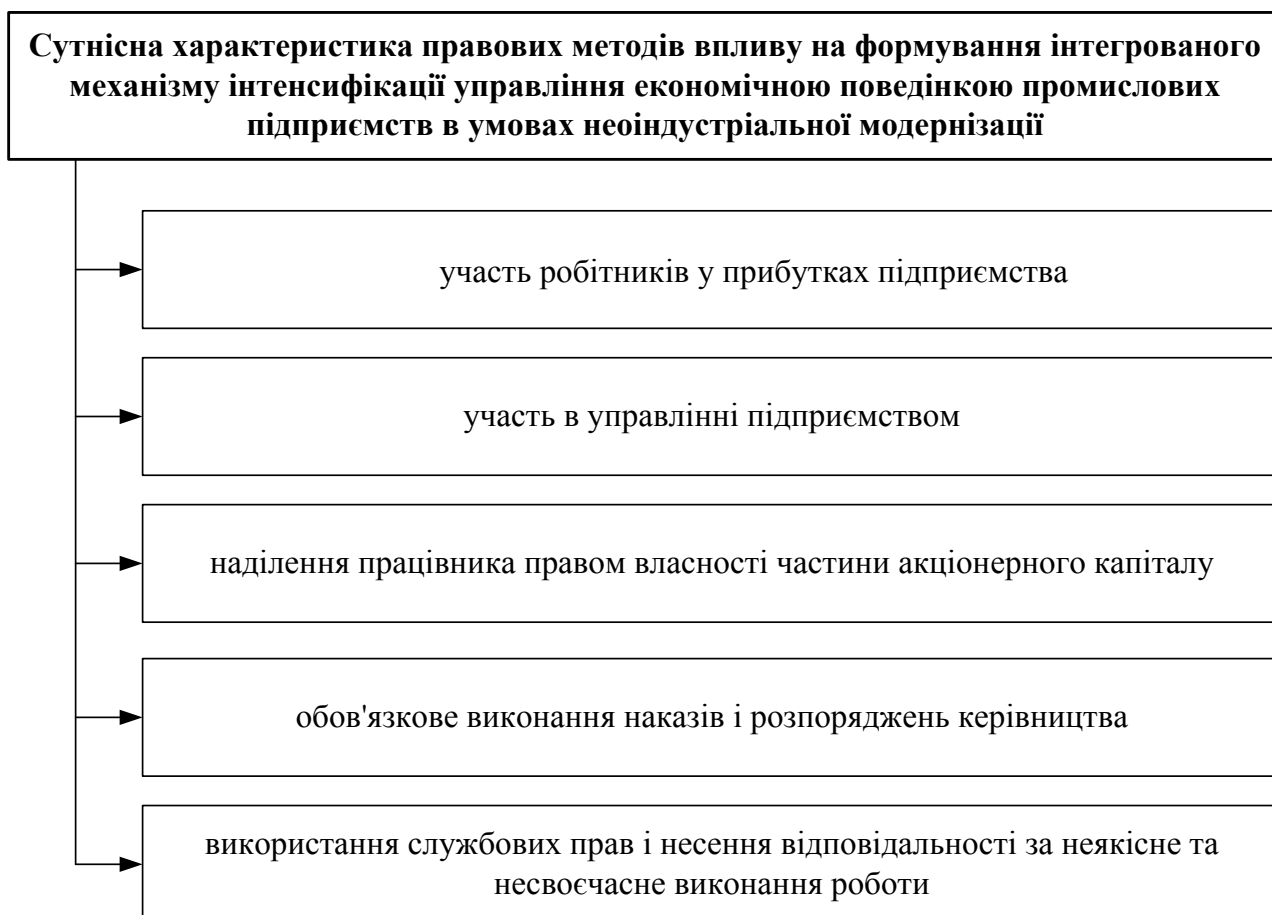 Сутнісна характеристика правових методів впливу на формування інтегрованого
механізму інтенсифікації управління економічною поведінкою промислових
підприємств в умовах неоіндустріальної модернізації
участь робітників у прибутках підприємства
участь в управлінні підприємством
наділення працівника правом власності частини акціонерного капіталу
обов'язкове виконання наказів і розпоряджень керівництва
використання службових прав і несення відповідальності за неякісне та
несвоєчасне виконання роботи